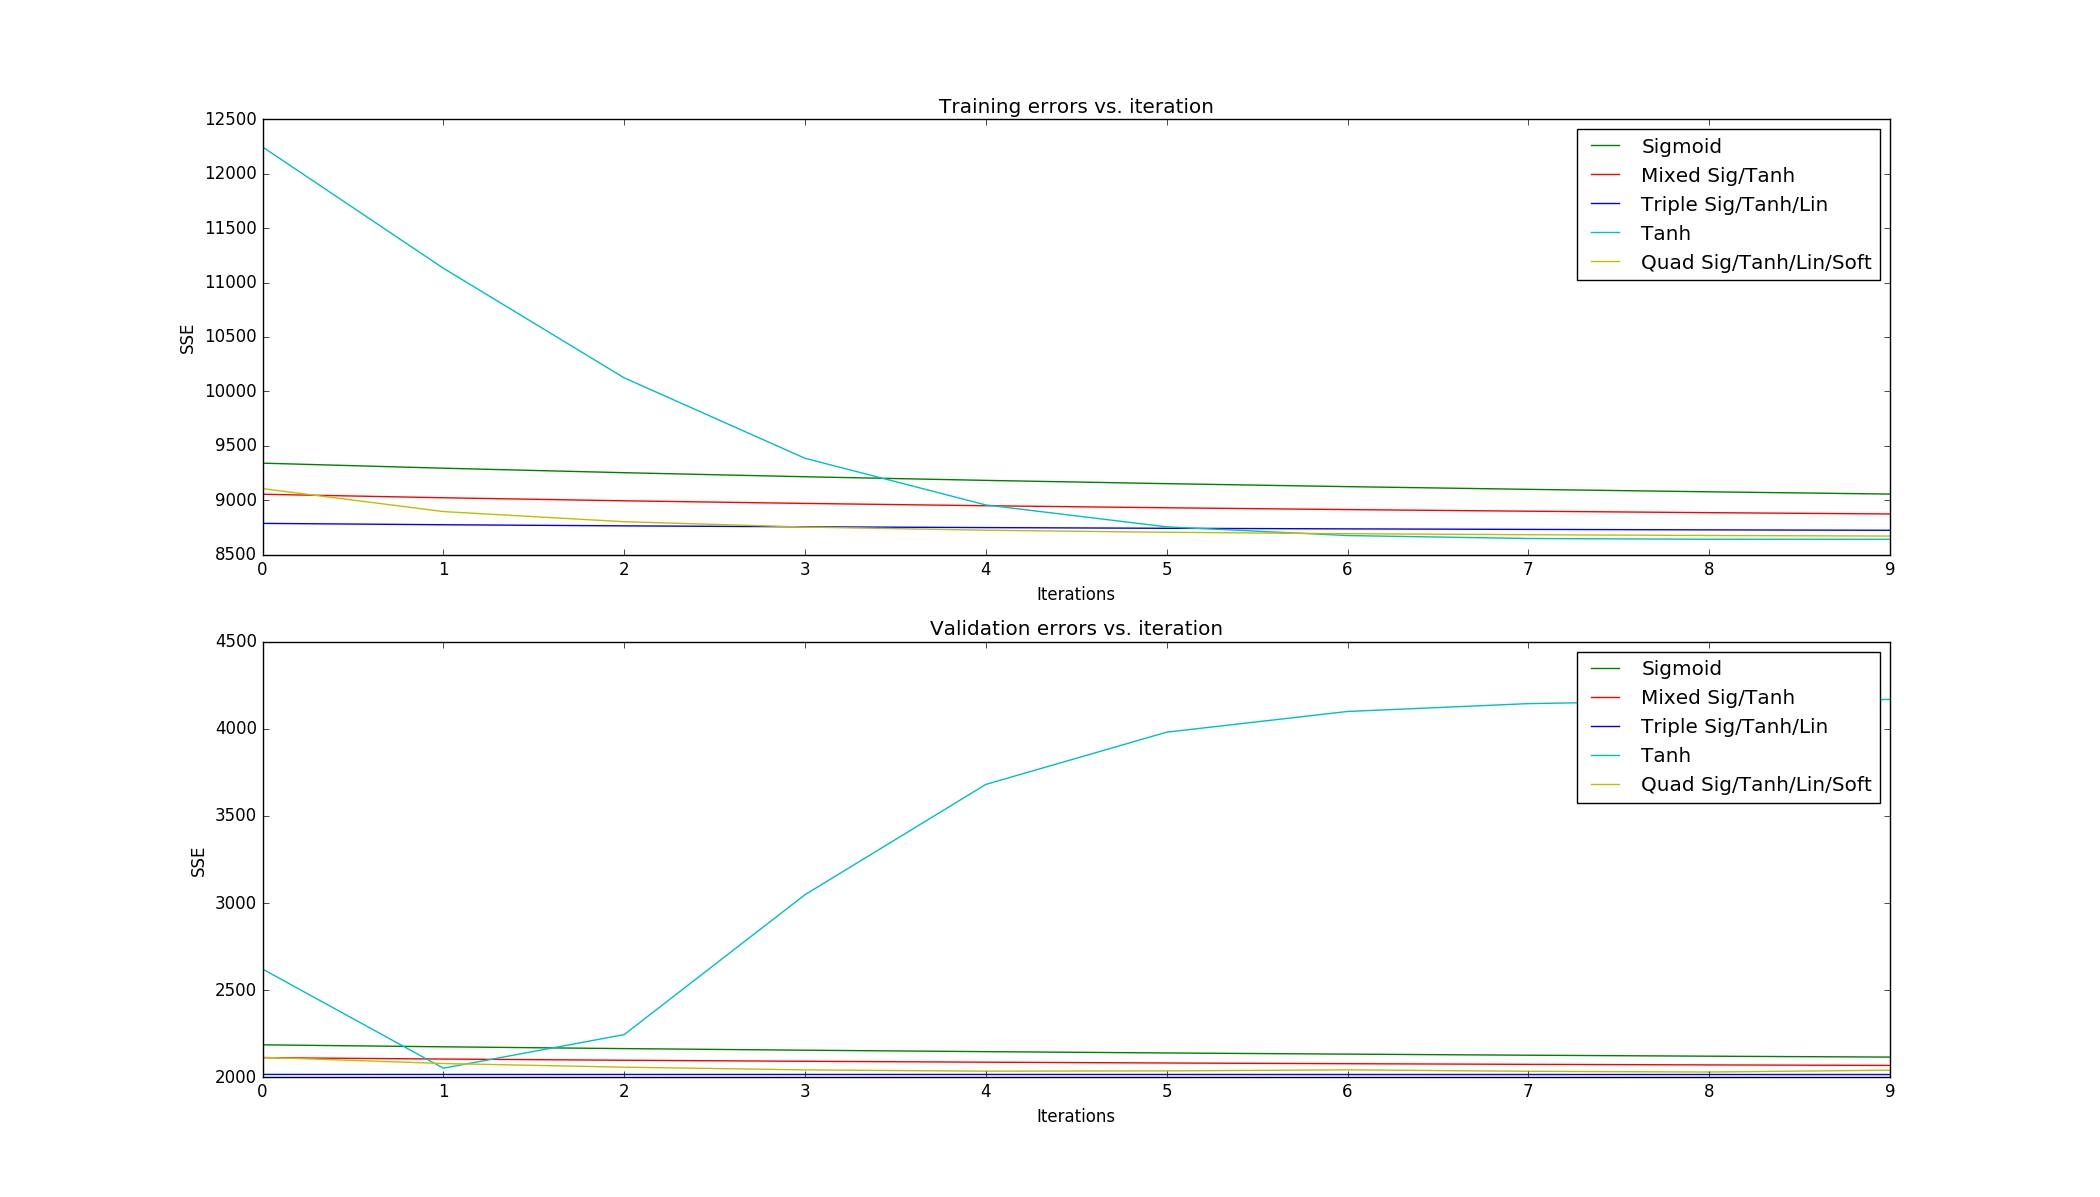 Training errors vs. iteration
12500
12000
11500
11000
10500
10000
9500
9000
8500
SSE
Sigmoid
Mixed Sig/Tanh
Triple Sig/Tanh/Lin
Tanh
Quad Sig/Tanh/Lin/Soft
0 1 2 3 4 5 6 7 8 9
Iterations
Validation errors vs. iteration
4500
4000
3500
3000
2500
2000
SSE
Sigmoid
Mixed Sig/Tanh
Triple Sig/Tanh/Lin
Tanh
Quad Sig/Tanh/Lin/Soft
0 1 2 3 4 5 6 7 8 9
Iterations